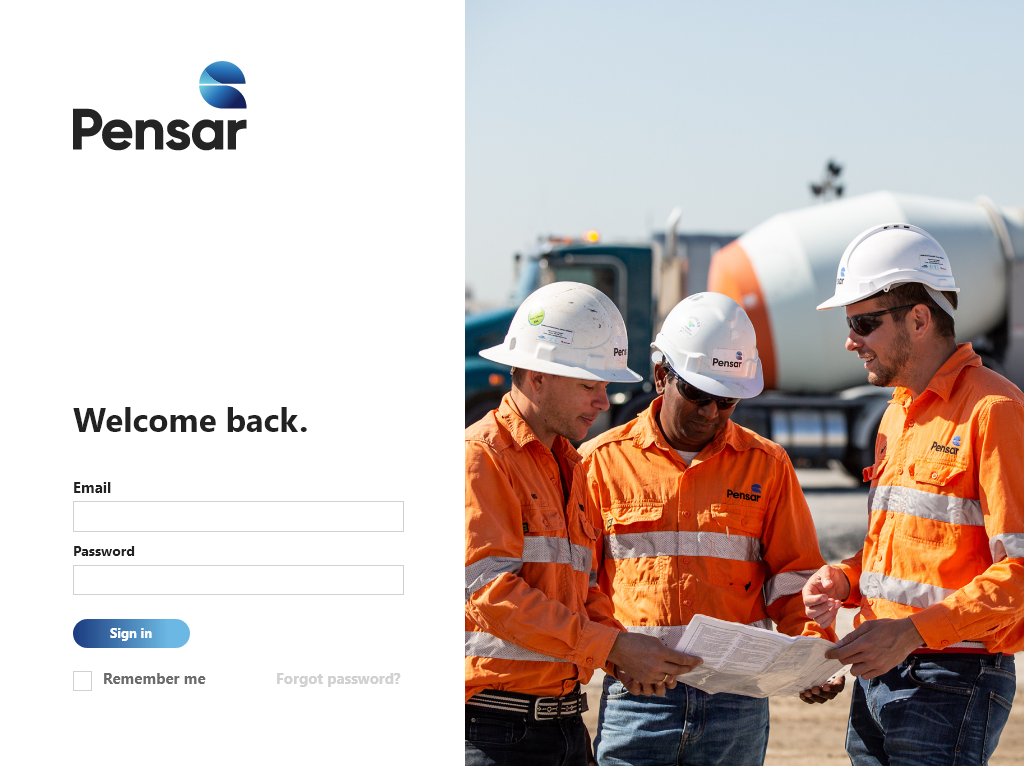 Pensar
Welcome back.
Email
Password
Sign in
Remember me
Forgot password?
Pensar
Pensar
Pensar